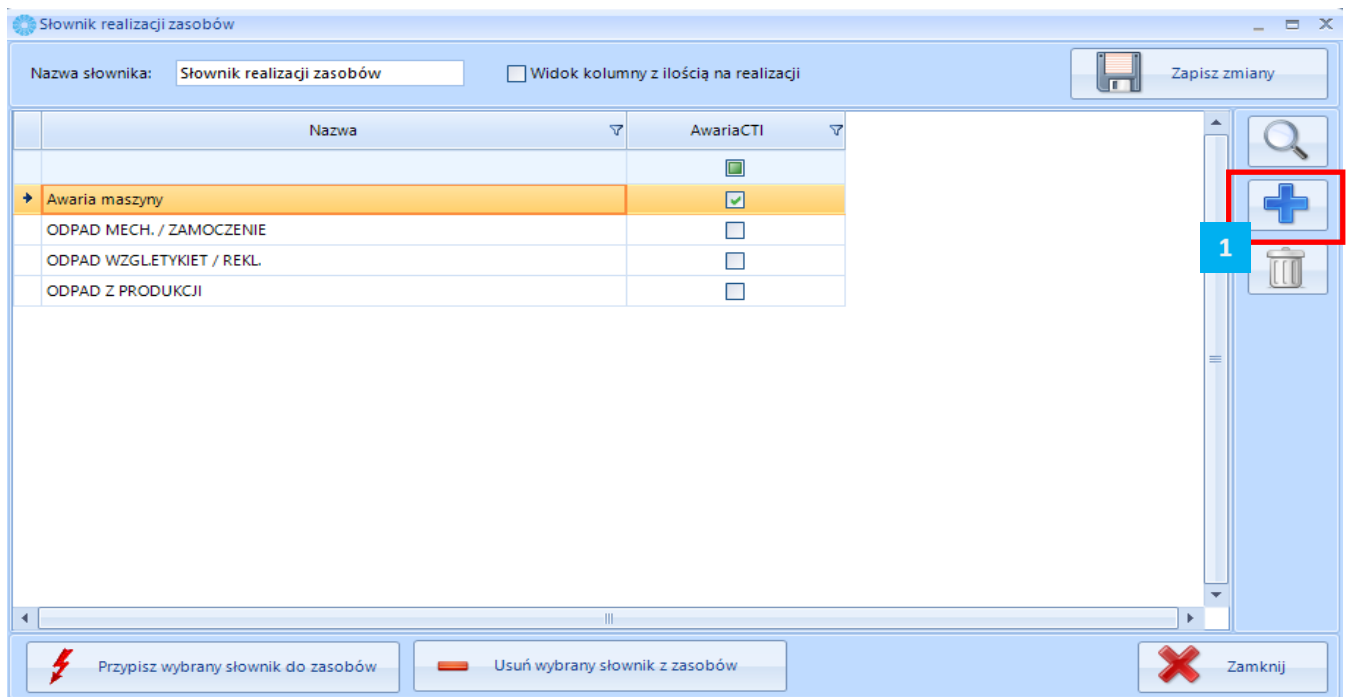 Słownik realizacji zasobów
Nazwa słownika: Słownik realizacji zasobów Widok kolumny z ilością na realizacji Zapisz zmiany
Nazwa AwariaCTI
Awaria maszyny
ODPAD MECH. / ZAMOCZENIE
1
ODPAD WZGL.ETYKIET / REKL.
ODPAD Z PRODUKCJI
Przypisz wybrany słownik do zasobów Usuń wybrany słownik z zasobów Zamknij